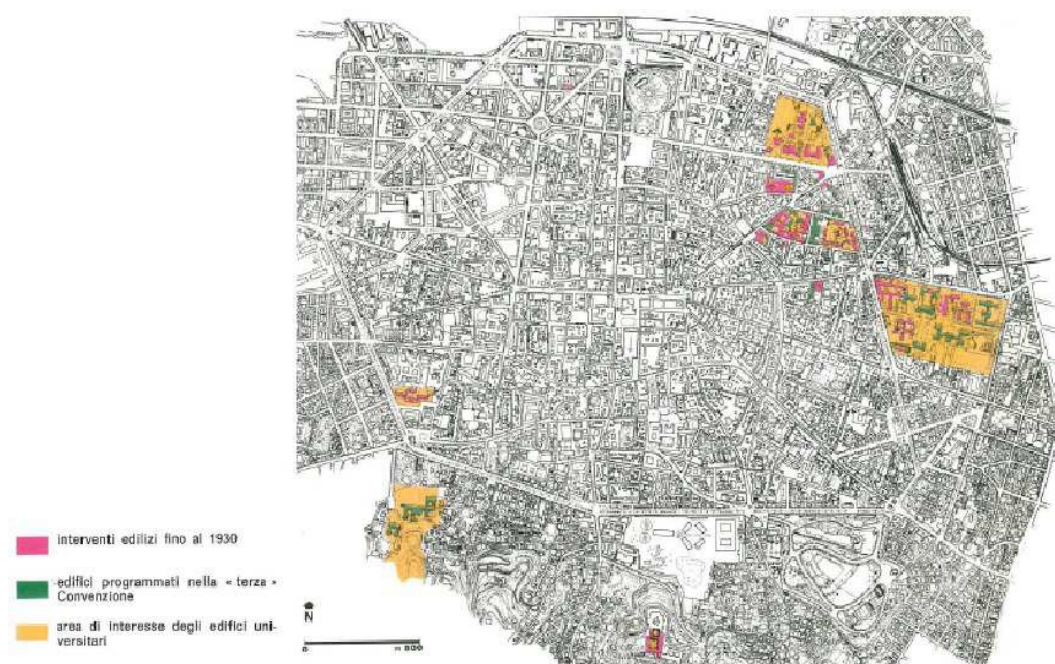 interventi edilizi fino al 1930
edifici programmati nella « terza »
Convenzione
area di interesse degli edifici uni-
versitari
N
0
m 800